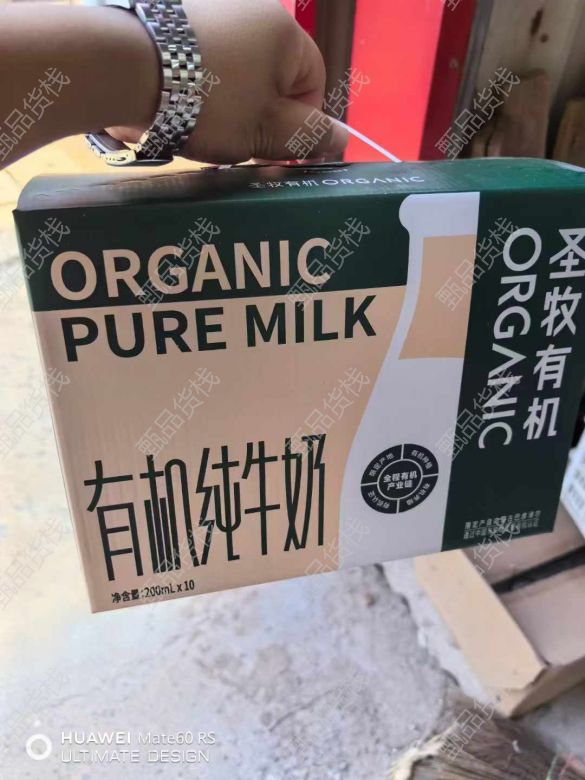 圣牧有机 ORGANIC
ORGANIC
PURE MILK
圣牧有机
ORGANIC
有机纯牛奶
全程有机
产业链
净含量:200mL x 10
HUAWEI Mate60 RS
ULTIMATE DESIGN
甄品货栈